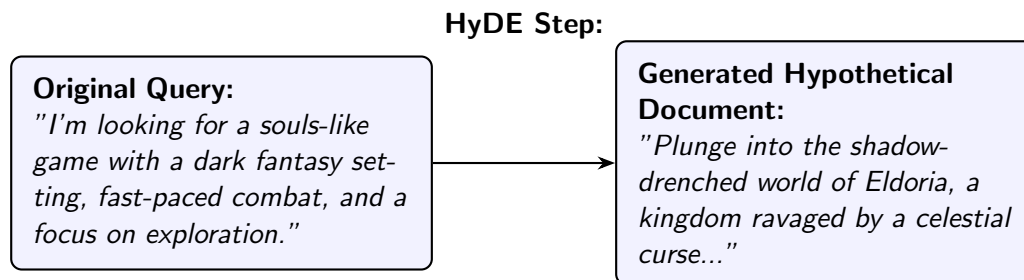 HyDE Step:
Original Query:
"I'm looking for a souls-like
game with a dark fantasy set-
ting, fast-paced combat, and a
focus on exploration."
Generated Hypothetical
Document:
"Plunge into the shadow-
drenched world of Eldoria, a
kingdom ravaged by a celestial
curse..."